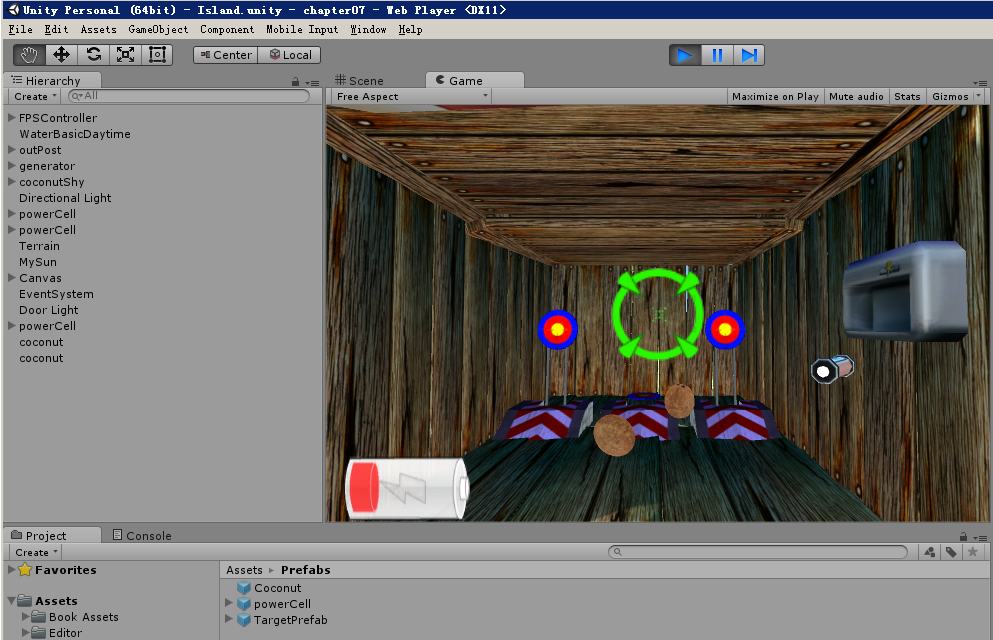 Unity Personal (64bit) - Island.unity - chapter07 - Web Player <DX11>
File Edit Assets GameObject Component Mobile Input Window Help
Center Local
Hierarchy Scene Game
Create All Free Aspect Maximize on Play Mute audio Stats Gizmos
FPSController
WaterBasicDaytime
outPost
generator
coconutShy
Directional Light
powerCell
powerCell
Terrain
MySun
Canvas
EventSystem
Door Light
powerCell
coconut
coconut
Project Console
Create
Favorites
Assets
Book Assets
Editor
Assets Prefabs
Coconut
powerCell
TargetPrefab